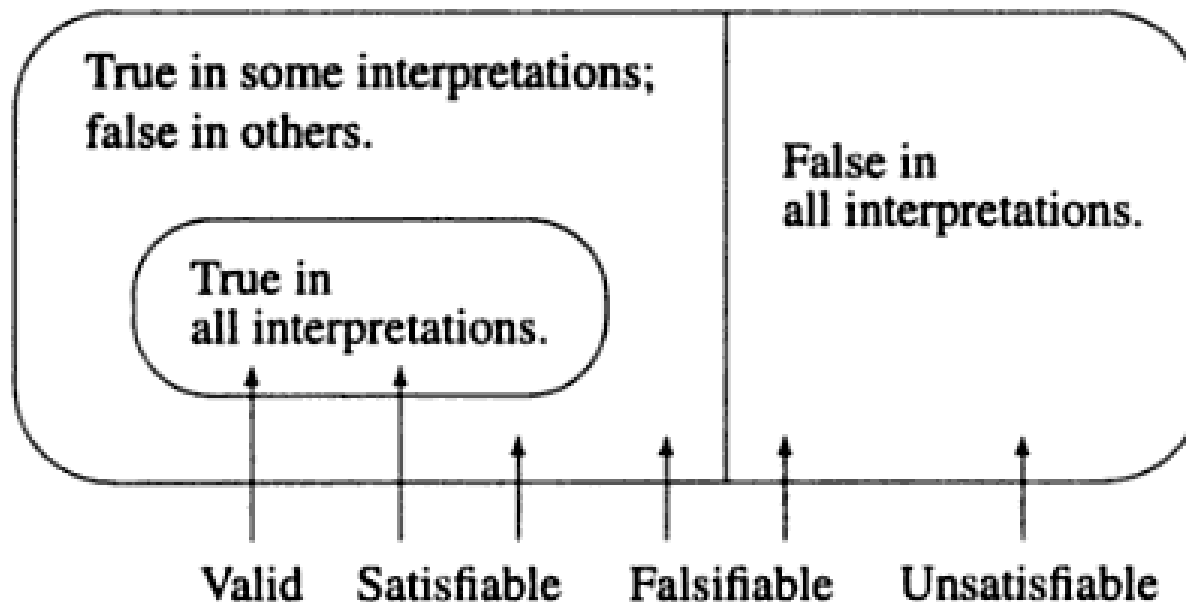 True in some interpretations;
false in others.
False in
all interpretations.
True in
all interpretations.
Valid Satisfiable Falsifiable Unsatisfiable